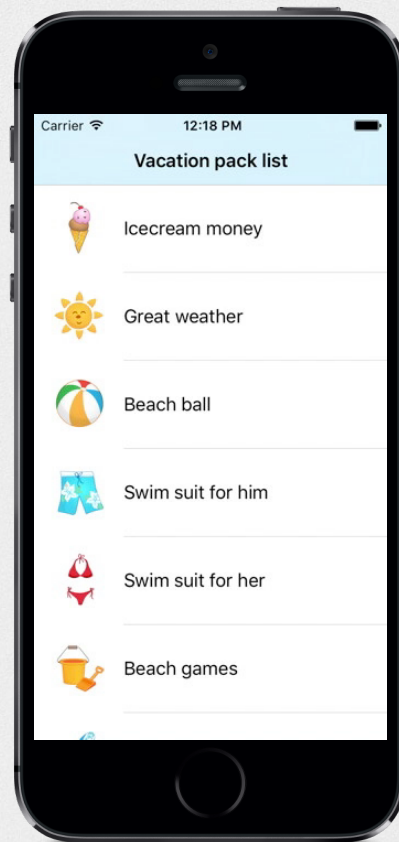 Carrier 12:18 PM
Vacation pack list
Icecream money
Great weather
Beach ball
Swim suit for him
Swim suit for her
Beach games